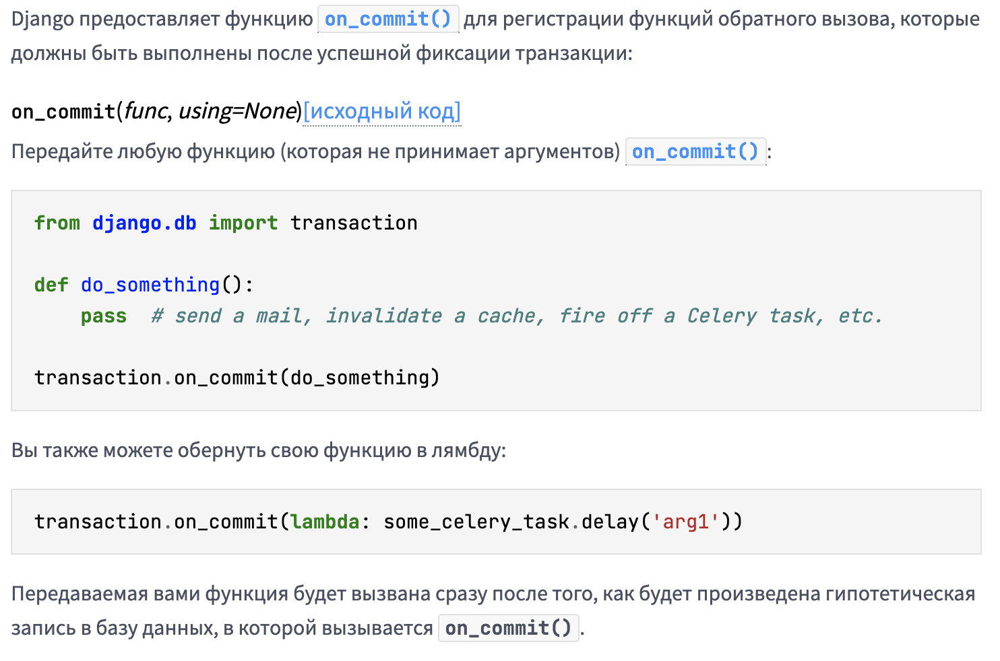 Django предоставляет функцию on_commit() для регистрации функций обратного вызова, которые
должны быть выполнены после успешной фиксации транзакции:
on_commit(func, using=None)[исходный код]
Передайте любую функцию (которая не принимает аргументов) on_commit():
from django.db import transaction
def do_something():
    pass  # send a mail, invalidate a cache, fire off a Celery task, etc.
transaction.on_commit(do_something)
Вы также можете обернуть свою функцию в лямбду:
transaction.on_commit(lambda: some_celery_task.delay('arg1'))
Передаваемая вами функция будет вызвана сразу после того, как будет произведена гипотетическая
запись в базу данных, в которой вызывается on_commit().